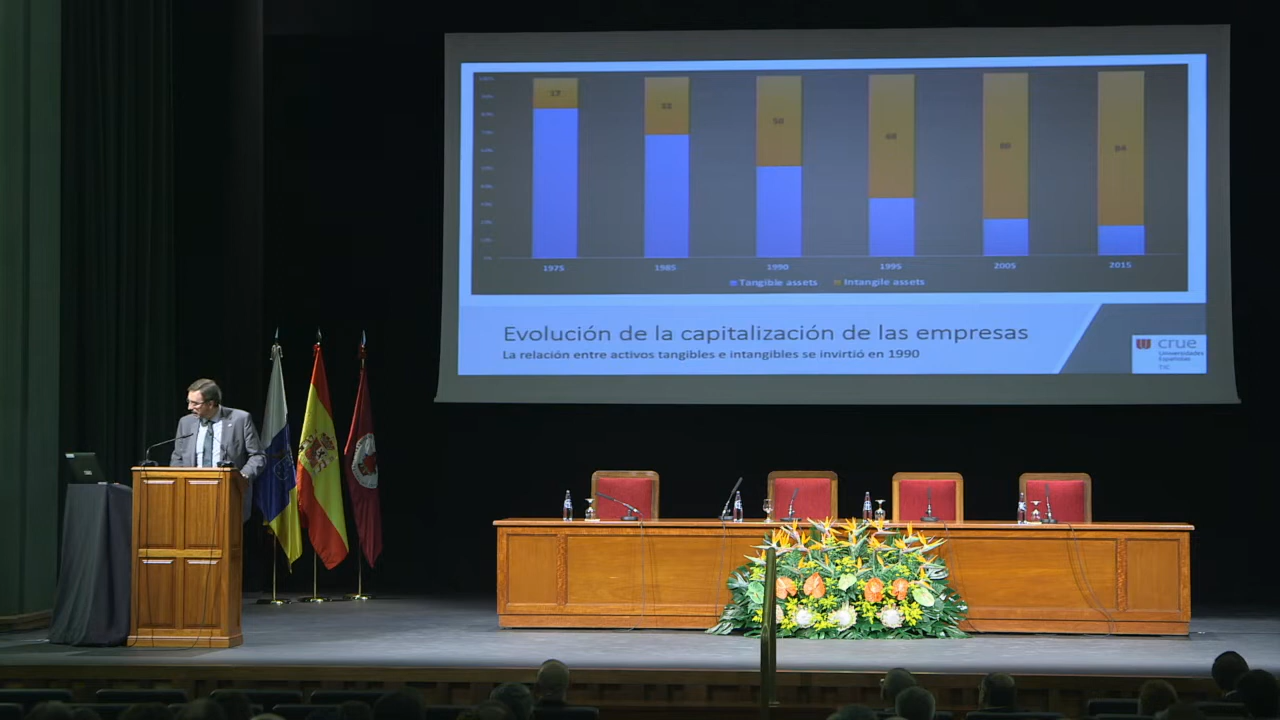 100%
17
32
50
68
80
84
1975
1985
1990
1995
2005
2015
Tangible assets Intangile assets
Evolución de la capitalización de las empresas
La relación entre activos tangibles e intangibles se invirtió en 1990
crue
Universidades
Españolas
TIC